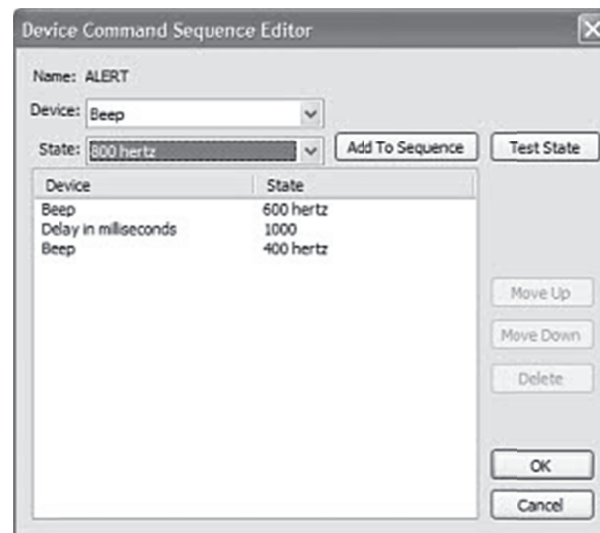 Device Command Sequence Editor
Name: ALERT
Device: Beep
State: 800 hertz Add To Sequence Test State
Device State
Beep 600 hertz
Delay in milliseconds 1000
Beep 400 hertz
Move Up
Move Down
Delete
OK
Cancel